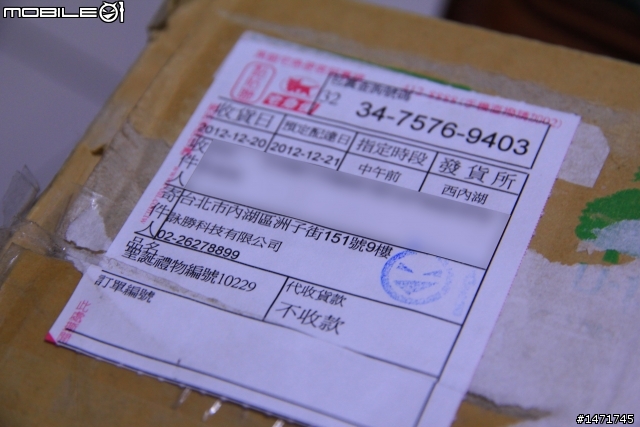 MOBILE01
32
34-7576-9403
收貨日
預定配達日
指定時段
發貨所
2012-12-20
2012-12-21
中午前
西內湖
收件人
寄件人
台北市內湖區洲子街151號9樓
詠勝科技有限公司
02-26278899
品名
聖誕禮物編號10229
訂單編號
代收貨款
不收款
#1471745